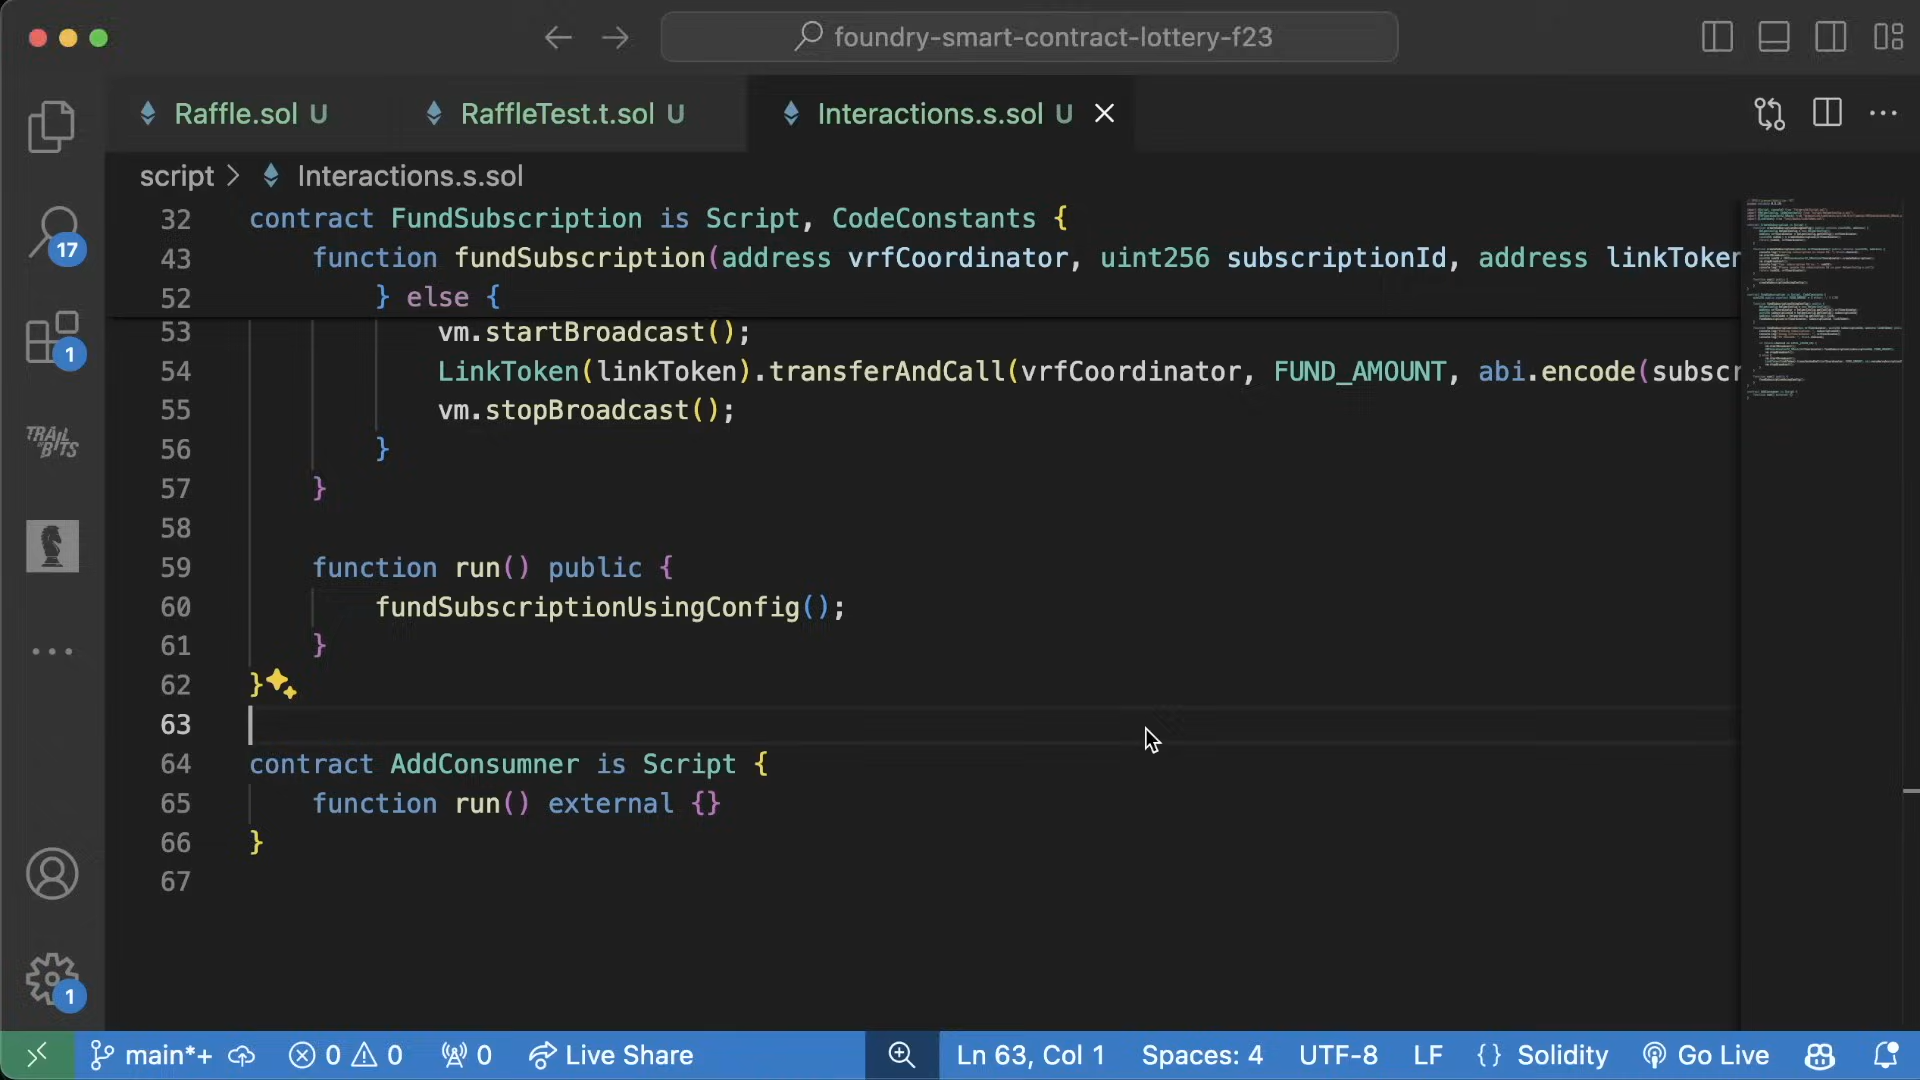 foundry-smart-contract-lottery-f23
Raffle.sol U
RaffleTest.t.sol U
Interactions.s.sol U
script > Interactions.s.sol
17
1
TRAIL OF BITS
1
32 contract FundSubscription is Script, CodeConstants {
43 function fundSubscription(address vrfCoordinator, uint256 subscriptionId, address linkToken
52 } else {
53 vm.startBroadcast();
54 LinkToken(linkToken).transferAndCall(vrfCoordinator, FUND_AMOUNT, abi.encode(subscr
55 vm.stopBroadcast();
56 }
57 }
58
59 function run() public {
60 fundSubscriptionUsingConfig();
61 }
62 }
63
64 contract AddConsumner is Script {
65 function run() external {}
66 }
67
main*+ 0 0 0 Live Share Ln 63, Col 1 Spaces: 4 UTF-8 LF {} Solidity Go Live